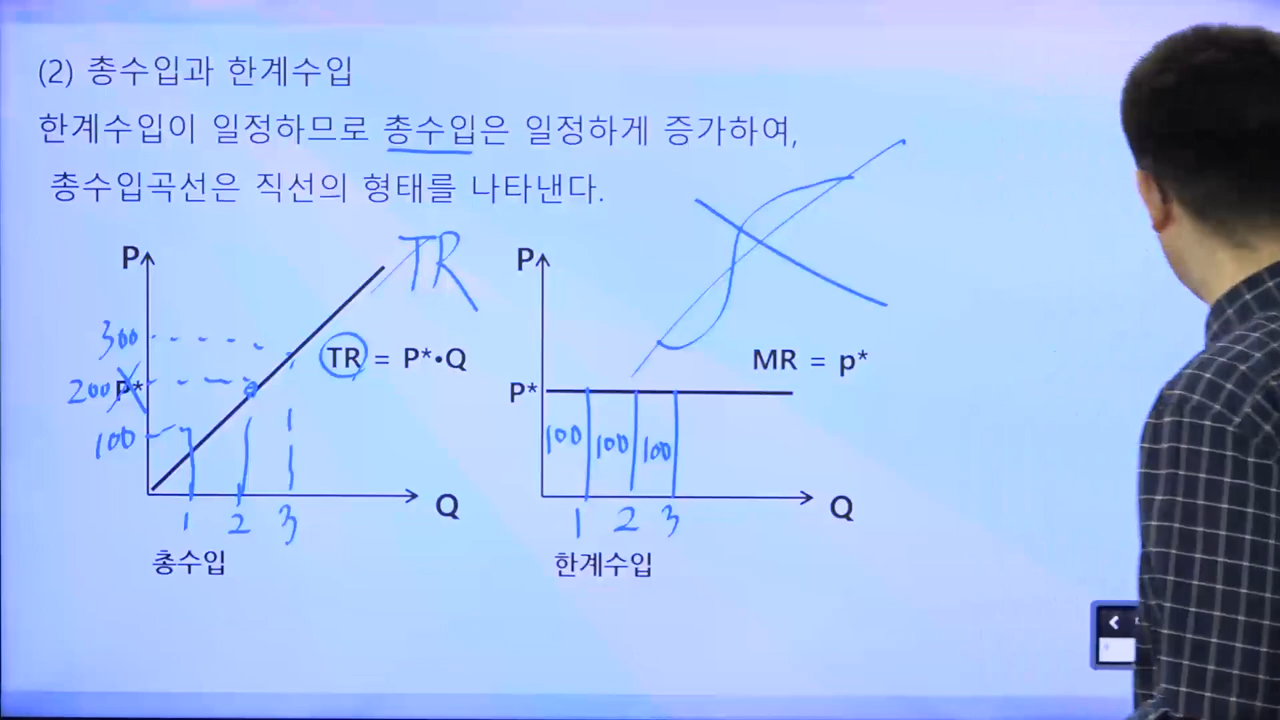 (2) 총수입과 한계수입
한계수입이 일정하므로 총수입은 일정하게 증가하여,
총수입곡선은 직선의 형태를 나타낸다.
P
TR
300
TR = P*•Q
200 P*
100
Q
1 2 3
총수입
P
MR = p*
P*
100 100 100
Q
1 2 3
한계수입